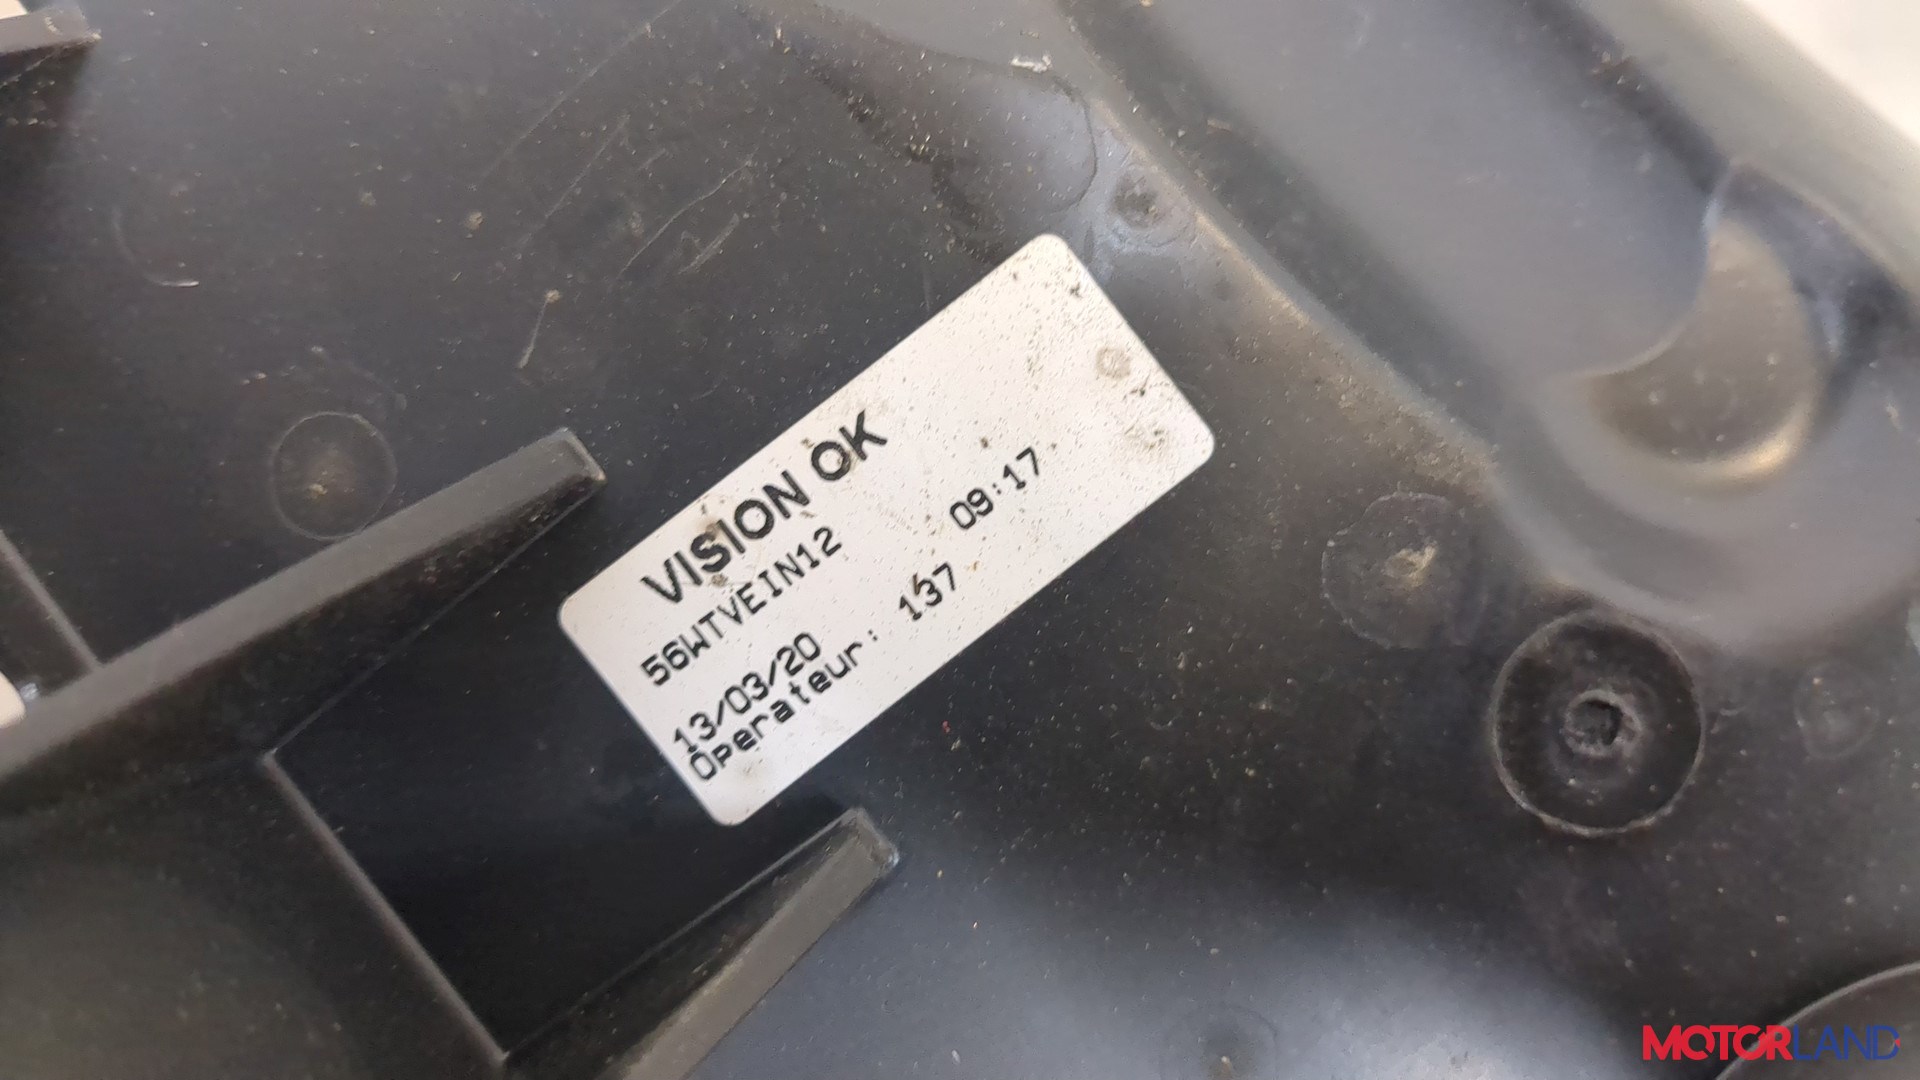 VISION OK
56WTVEIN12
13/03/20 09:17
Operateur: 137
MOTORLAND